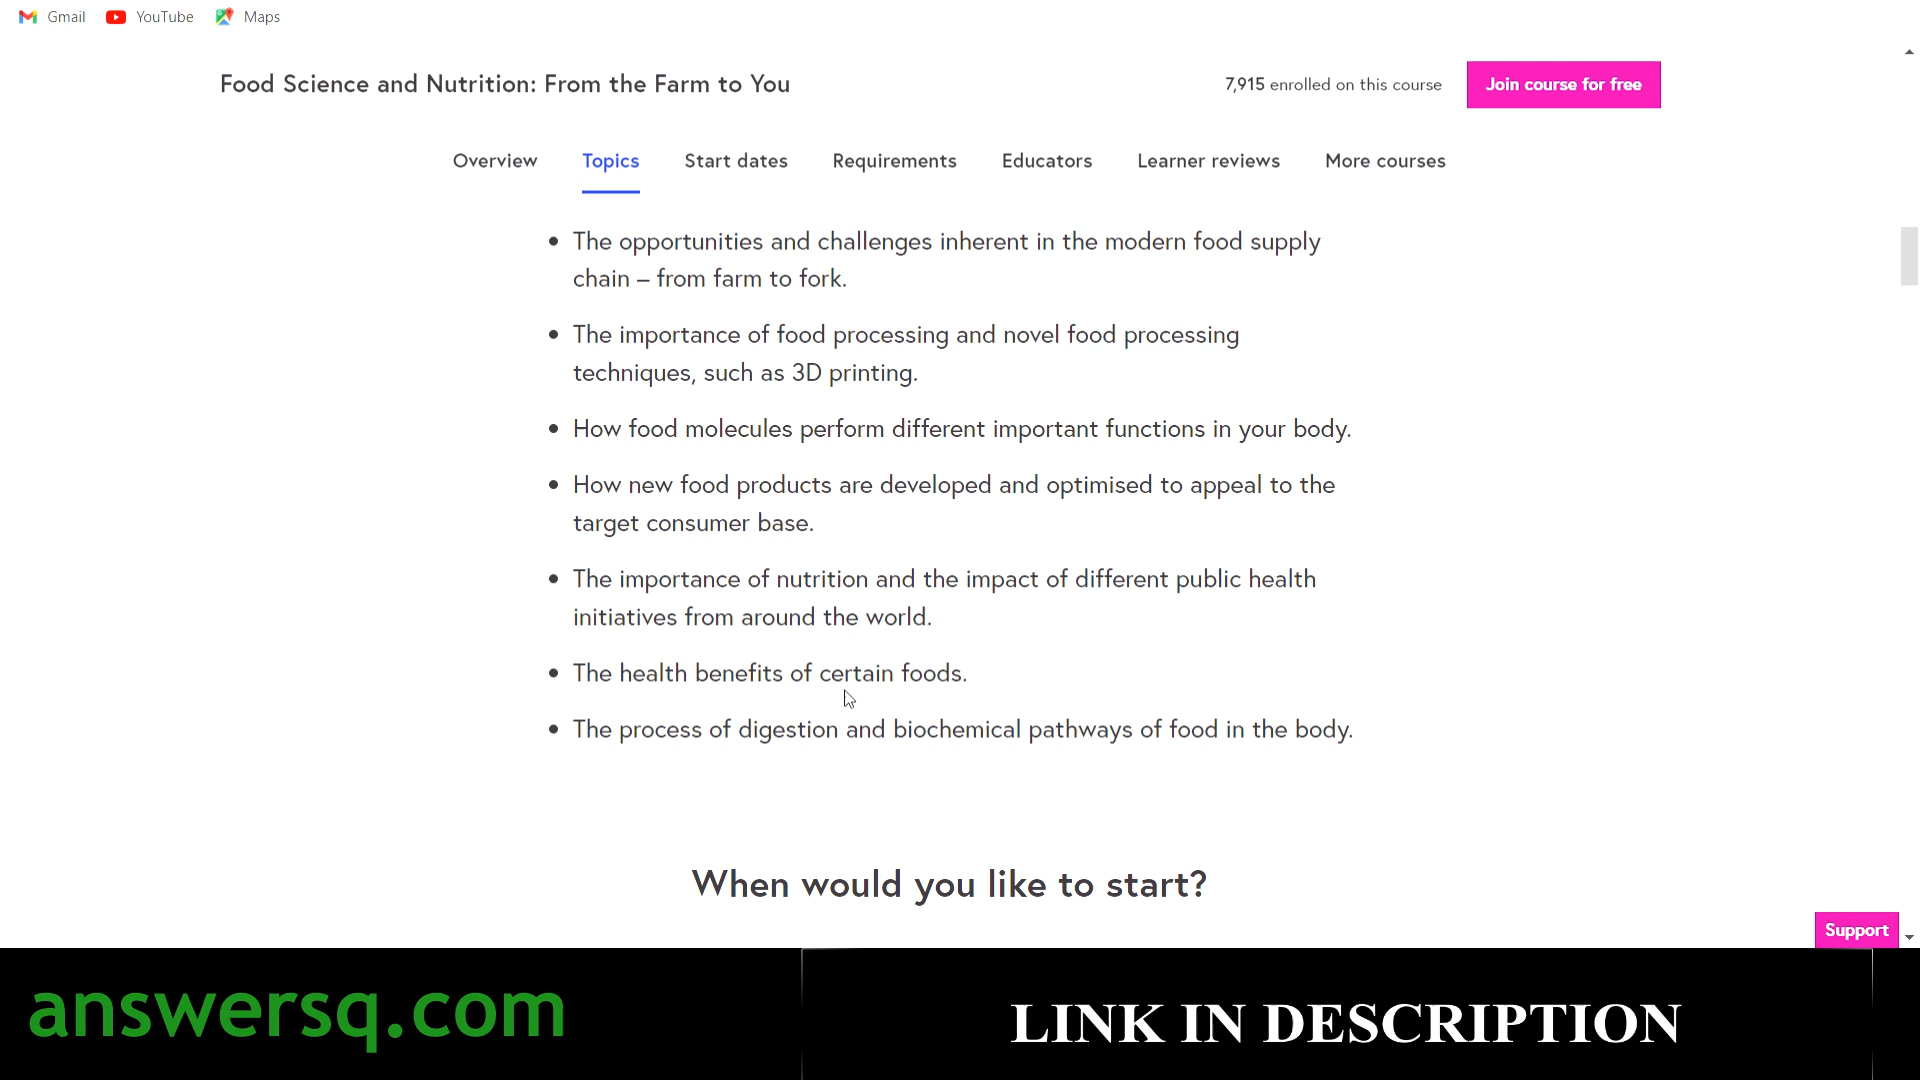 Gmail YouTube Maps
Food Science and Nutrition: From the Farm to You 7,915 enrolled on this course Join course for free
Overview Topics Start dates Requirements Educators Learner reviews More courses
• The opportunities and challenges inherent in the modern food supply
chain – from farm to fork.
• The importance of food processing and novel food processing
techniques, such as 3D printing.
• How food molecules perform different important functions in your body.
• How new food products are developed and optimised to appeal to the
target consumer base.
• The importance of nutrition and the impact of different public health
initiatives from around the world.
• The health benefits of certain foods.
• The process of digestion and biochemical pathways of food in the body.
When would you like to start?
Support
answersq.com LINK IN DESCRIPTION